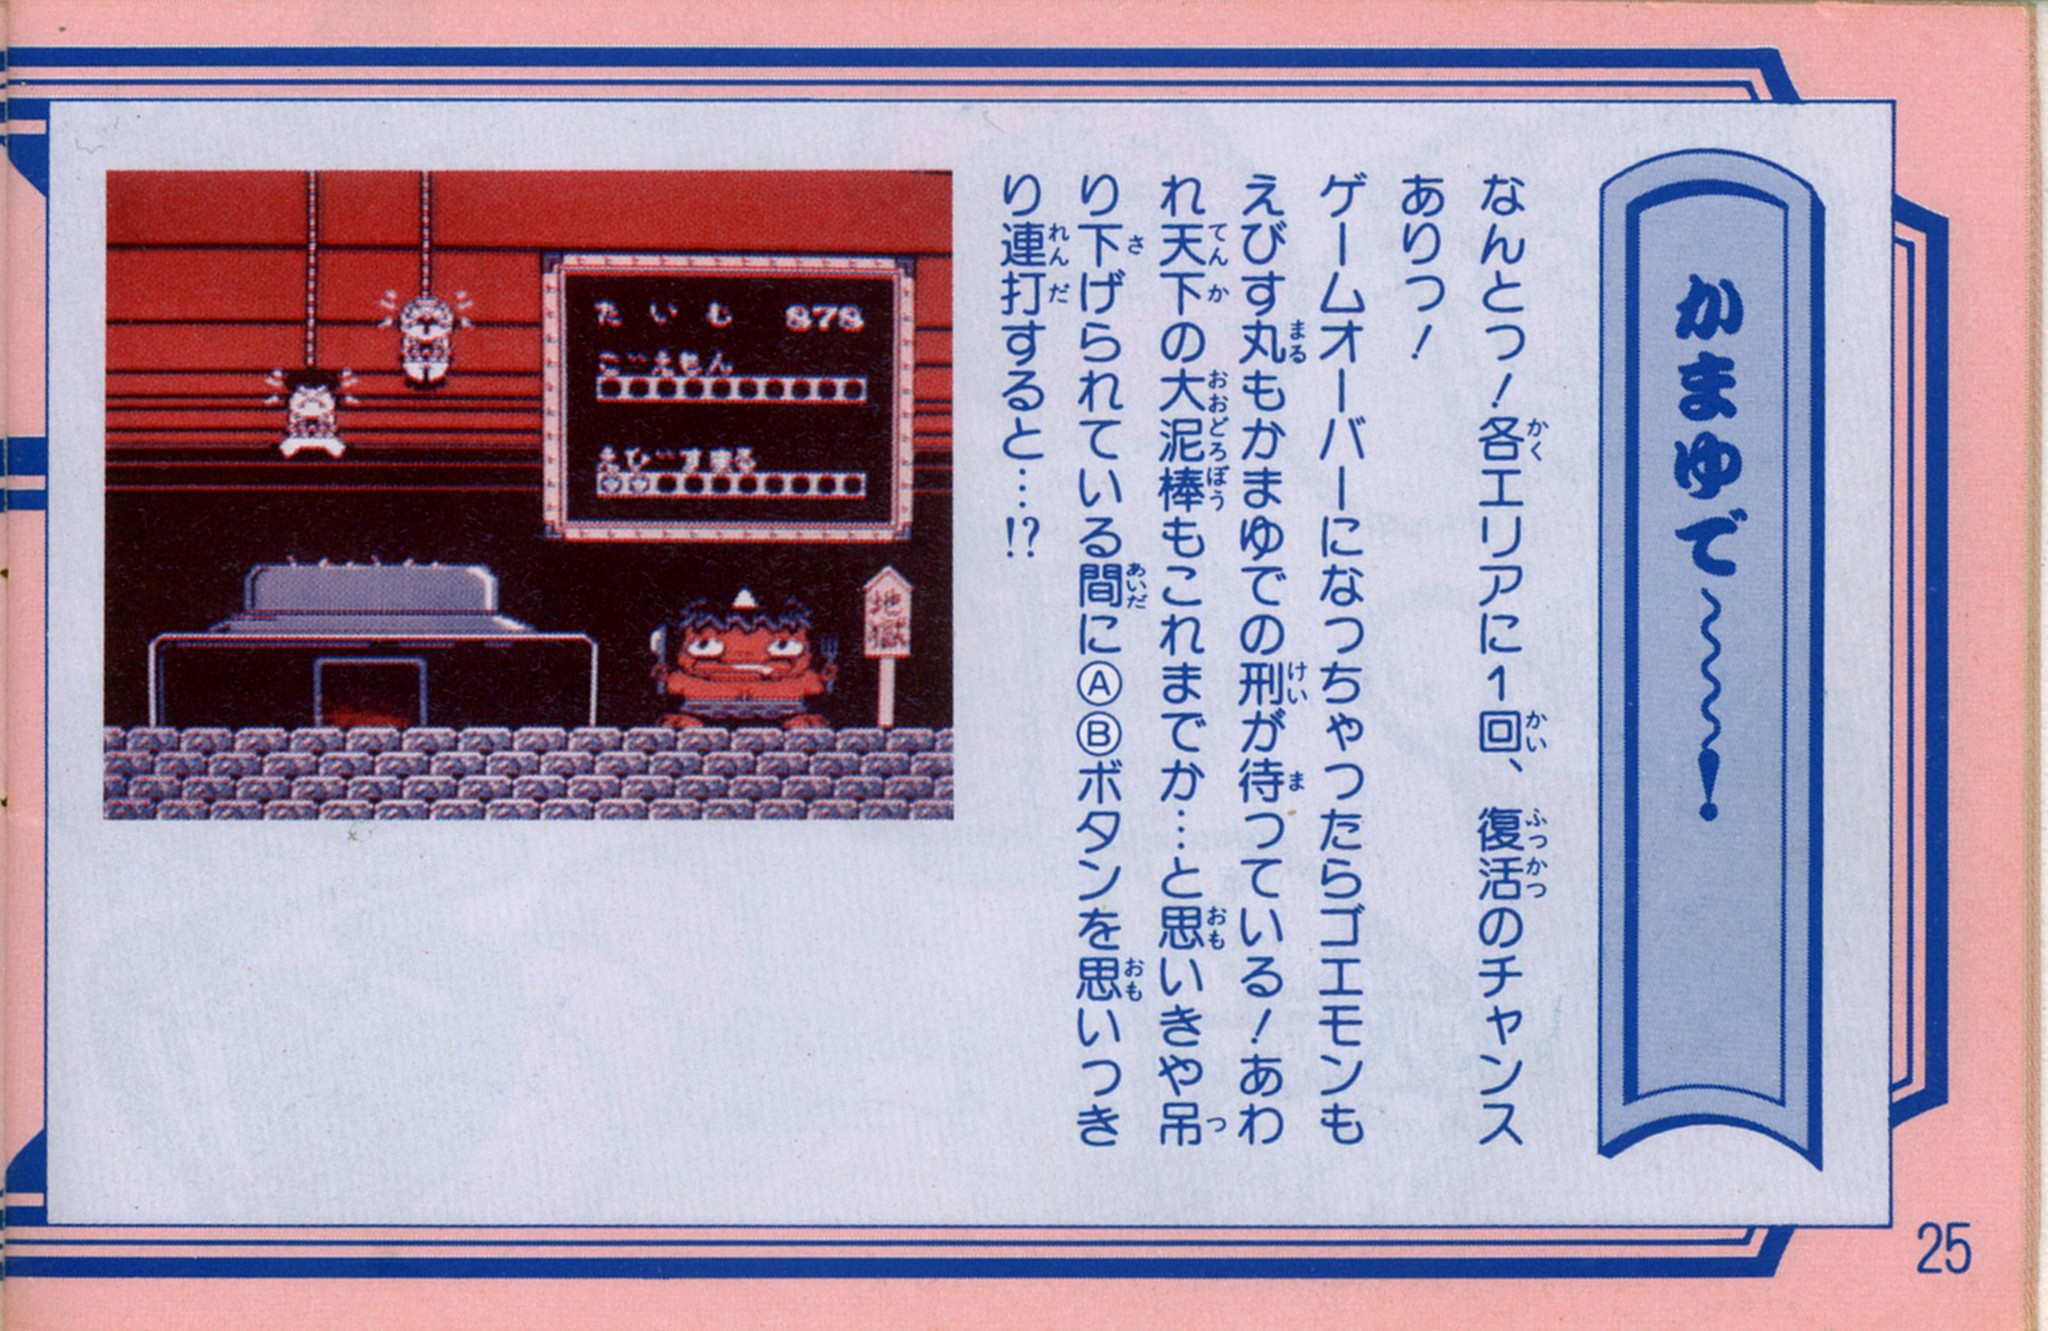 かまゆで〜〜〜！
なんとっ！各エリアに1回、復活のチャンス
ありっ！
ゲームオーバーになっちゃったらゴエモンも
えびす丸もかまゆでの刑が待っている！あわ
れ天下の大泥棒もこれまでか…と思いきや吊
り下げられている間にⒶⒷボタンを思いっき
り連打すると…!?
たいむ 878
ごえもん
えびすまる
地獄
25